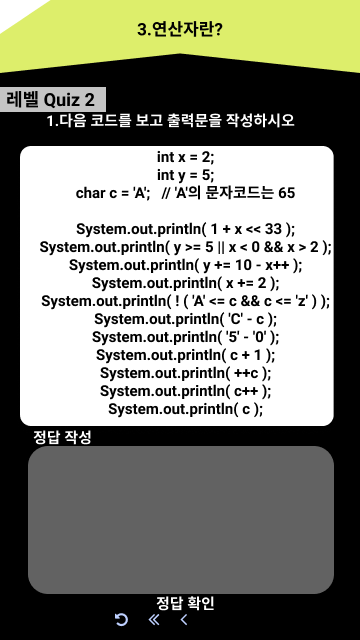 3.연산자란?
레벨 Quiz 2
1.다음 코드를 보고 출력문을 작성하시오
int x = 2;
int y = 5;
char c = 'A';   // 'A'의 문자코드는 65
System.out.println( 1 + x << 33 );
System.out.println( y >= 5 || x < 0 && x > 2 );
System.out.println( y += 10 - x++ );
System.out.println( x += 2 );
System.out.println( ! ( 'A' <= c && c <= 'z' ) );
System.out.println( 'C' - c );
System.out.println( '5' - '0' );
System.out.println( c + 1 );
System.out.println( ++c );
System.out.println( c++ );
System.out.println( c );
정답 작성
정답 확인